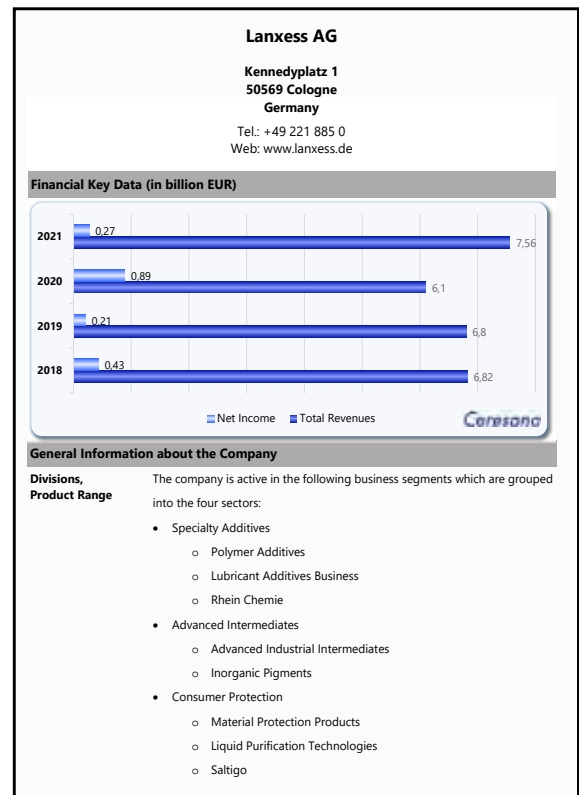 Lanxess AG
Kennedyplatz 1
50569 Cologne
Germany
Tel.: +49 221 885 0
Web: www.lanxess.de
Financial Key Data (in billion EUR)
2021
0,27
7,56
2020
0,89
6,1
2019
0,21
6,8
2018
0,43
6,82
Net Income
Total Revenues
Ceresana
General Information about the Company
Divisions,
Product Range
The company is active in the following business segments which are grouped
into the four sectors:
• Specialty Additives
o Polymer Additives
o Lubricant Additives Business
o Rhein Chemie
• Advanced Intermediates
o Advanced Industrial Intermediates
o Inorganic Pigments
• Consumer Protection
o Material Protection Products
o Liquid Purification Technologies
o Saltigo